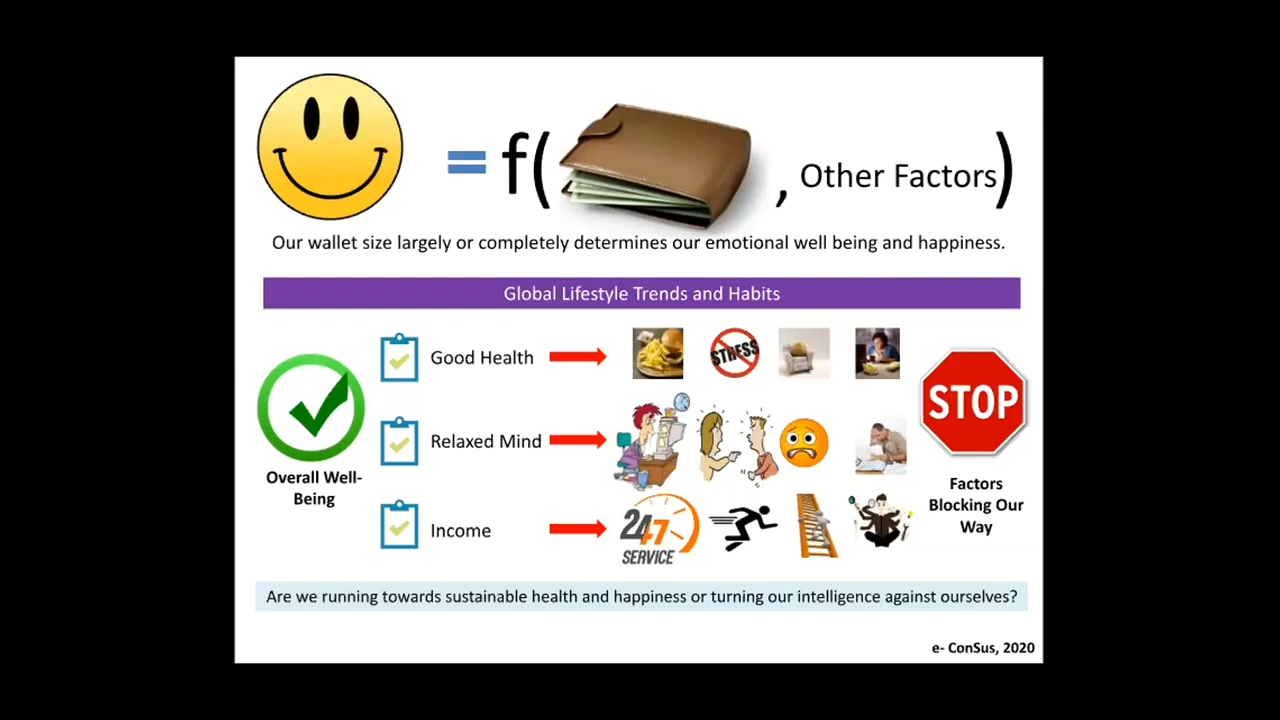 = f( , Other Factors)
Our wallet size largely or completely determines our emotional well being and happiness.
Global Lifestyle Trends and Habits
Good Health
STRESS
Relaxed Mind
Income
24 7
SERVICE
Overall Well-
Being
STOP
Factors
Blocking Our
Way
Are we running towards sustainable health and happiness or turning our intelligence against ourselves?
e- ConSus, 2020